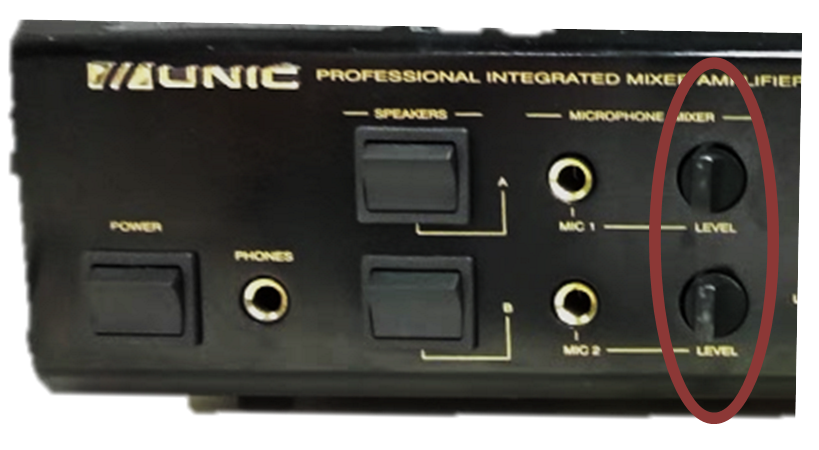 UNIC PROFESSIONAL INTEGRATED MIXER AMPLIFIER
SPEAKERS
MICROPHONE MIXER
A
MIC 1 LEVEL
POWER
PHONES
B
MIC 2 LEVEL